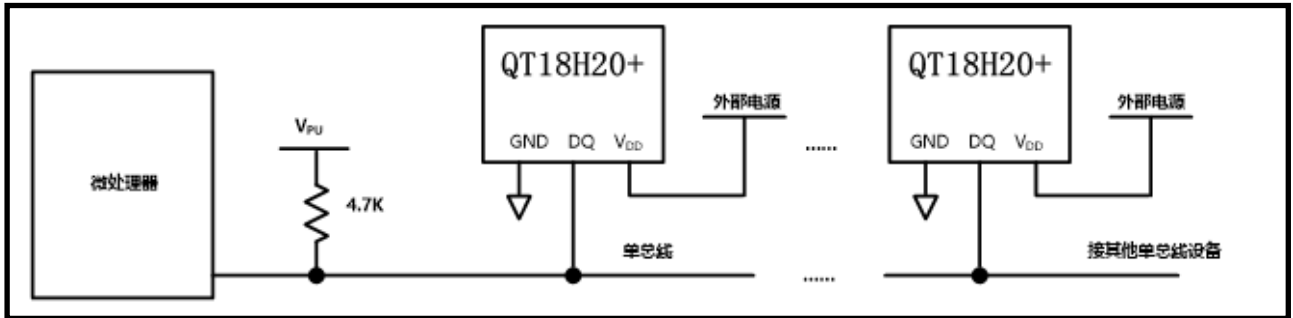 微处理器
V_PU
4.7K
QT18H20+
GND DQ V_DD
外部电源
......
QT18H20+
GND DQ V_DD
外部电源
单总线
......
接其他单总线设备